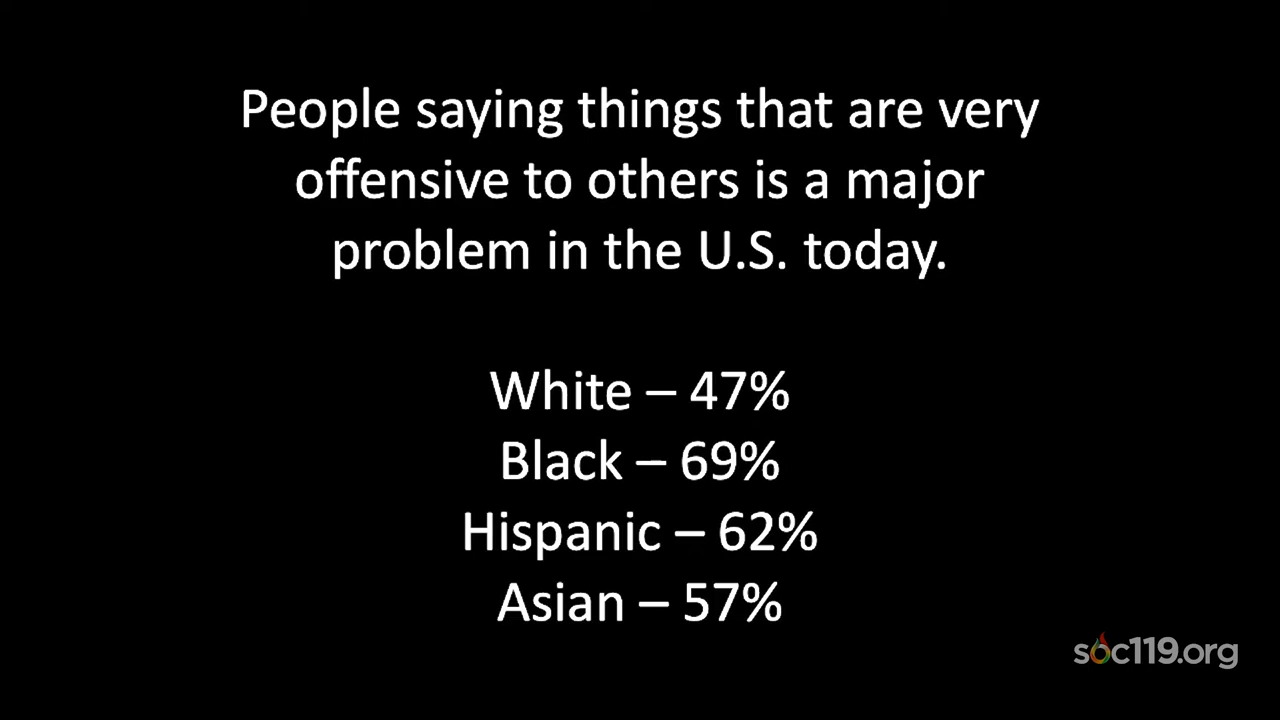 People saying things that are very
offensive to others is a major
problem in the U.S. today.
White – 47%
Black – 69%
Hispanic – 62%
Asian – 57%
soc119.org